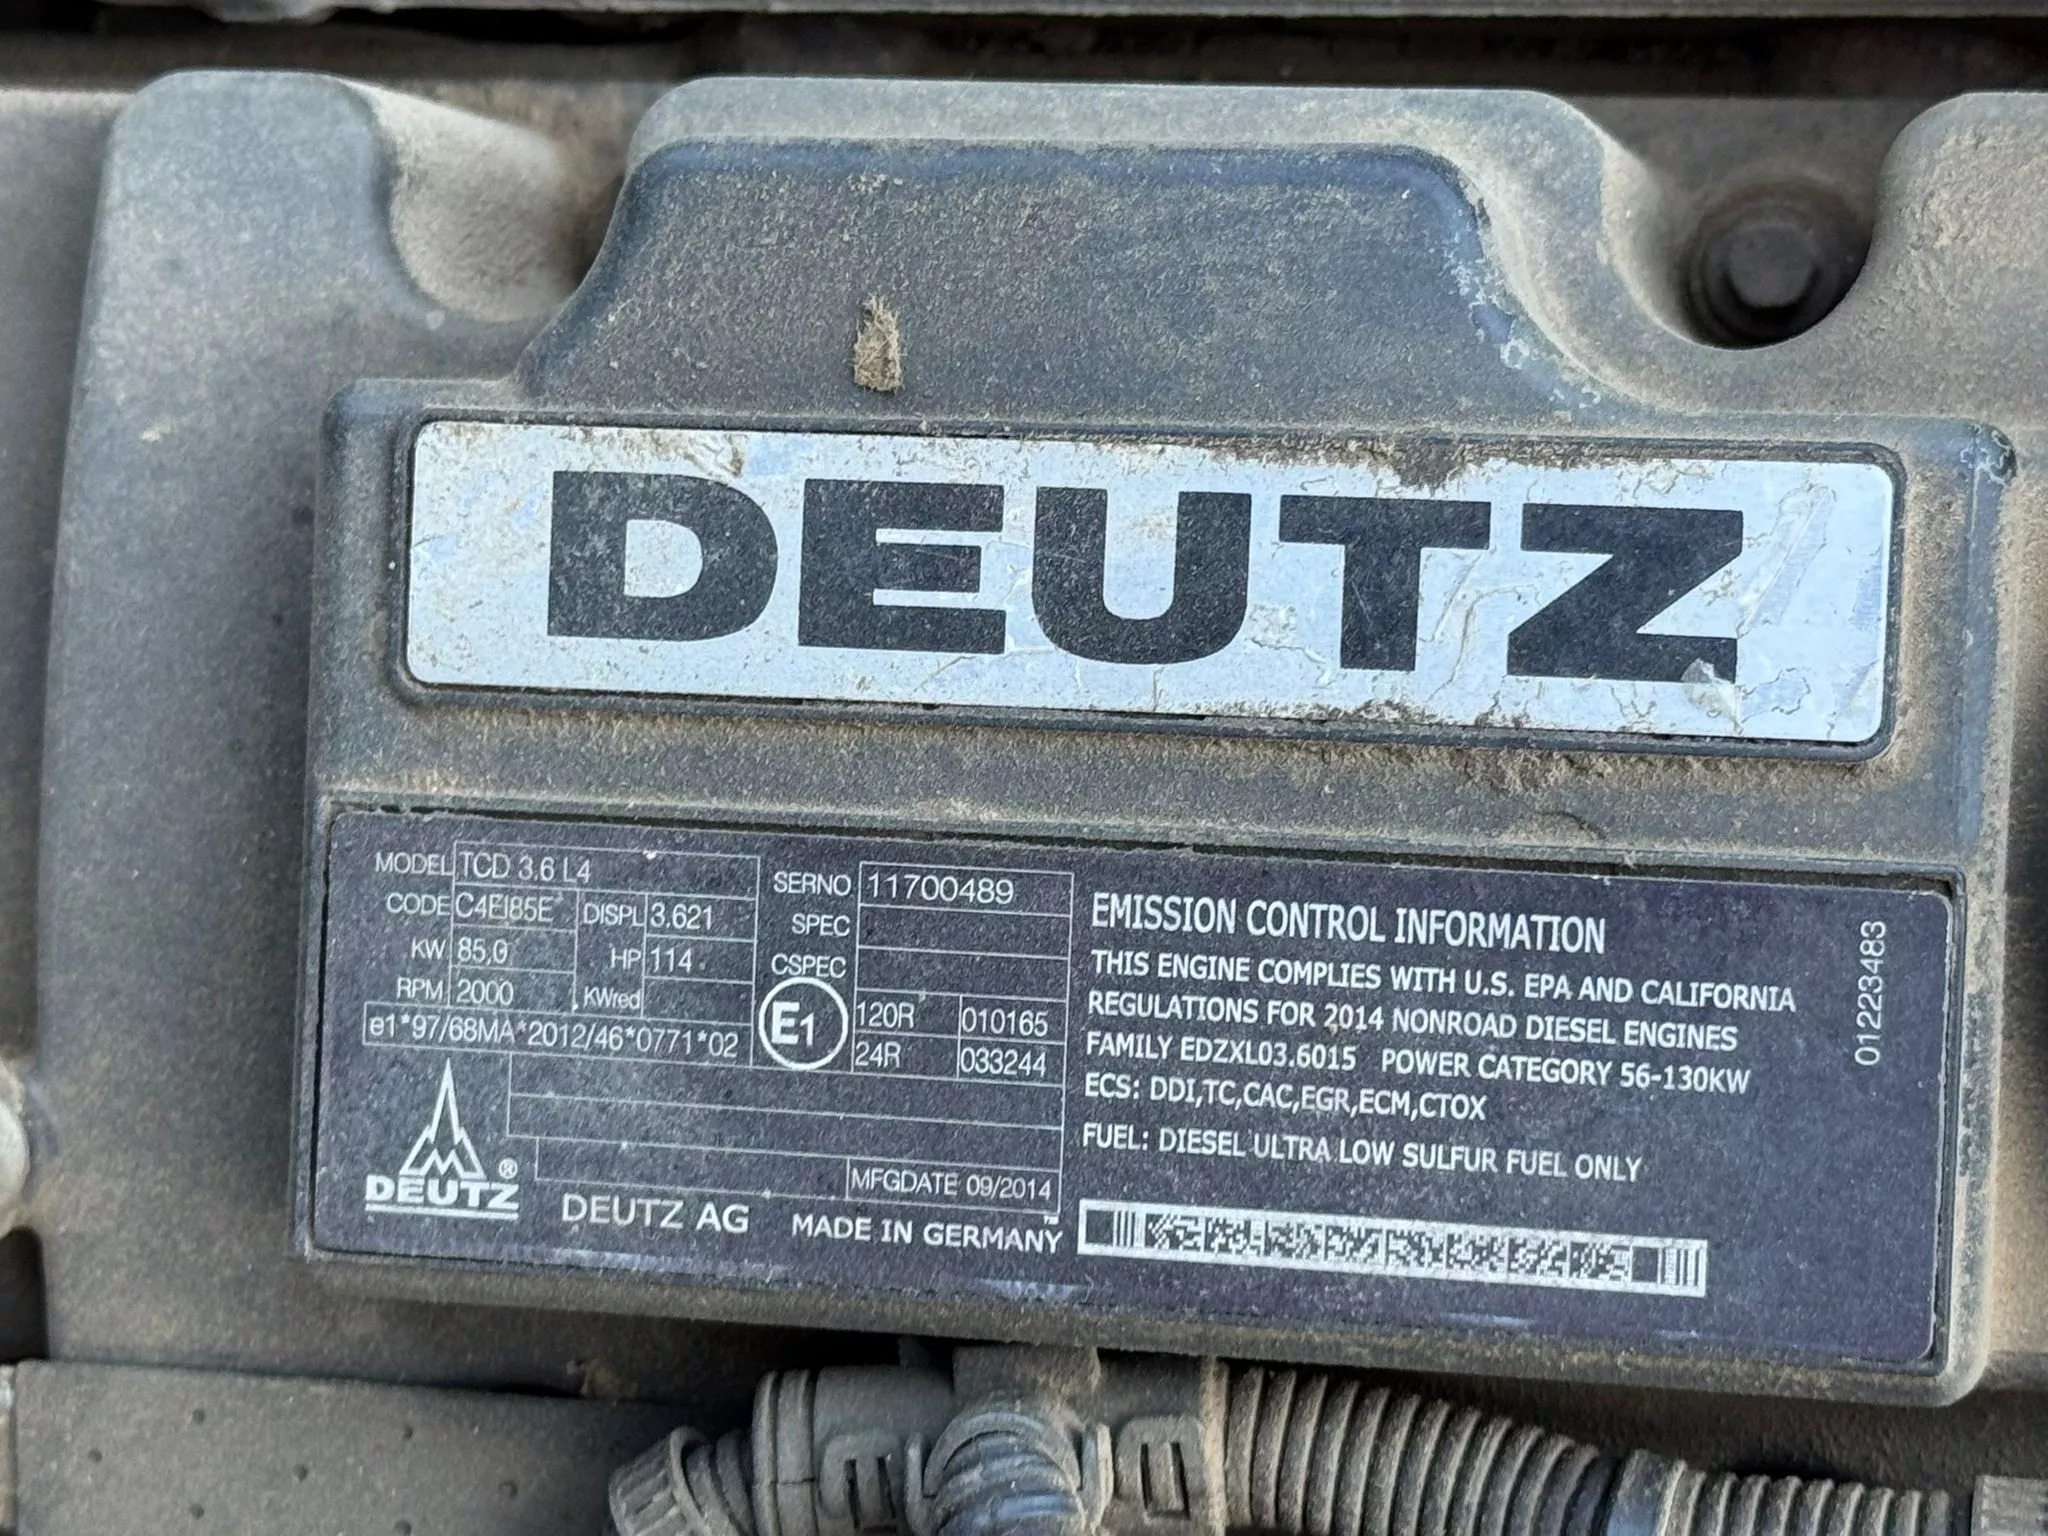 DEUTZ
MODEL TCD 3.6 L4
CODE C4EI85E DISPL 3.621
KW 85,0 HP 114
RPM 2000 KWred
e1*97/68MA*2012/46*0771*02
SERNO 11700489
SPEC
CSPEC
E1 120R 010165
24R 033244
MFGDATE 09/2014
DEUTZ ®
DEUTZ AG MADE IN GERMANY
EMISSION CONTROL INFORMATION
THIS ENGINE COMPLIES WITH U.S. EPA AND CALIFORNIA
REGULATIONS FOR 2014 NONROAD DIESEL ENGINES
FAMILY EDZXL03.6015 POWER CATEGORY 56-130KW
ECS: DDI,TC,CAC,EGR,ECM,CTOX
FUEL: DIESEL ULTRA LOW SULFUR FUEL ONLY
01223483